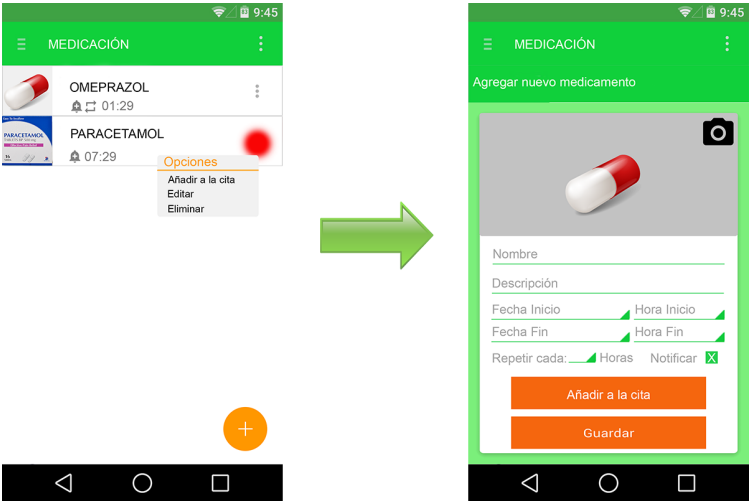 9:45
MEDICACIÓN
OMEPRAZOL
01:29
PARACETAMOL
PARACETAMOL
07:29
16
Opciones
Añadir a la cita
Editar
Eliminar
9:45
MEDICACIÓN
Agregar nuevo medicamento
Nombre
Descripción
Fecha Inicio Hora Inicio
Fecha Fin Hora Fin
Repetir cada: Horas Notificar X
Añadir a la cita
Guardar